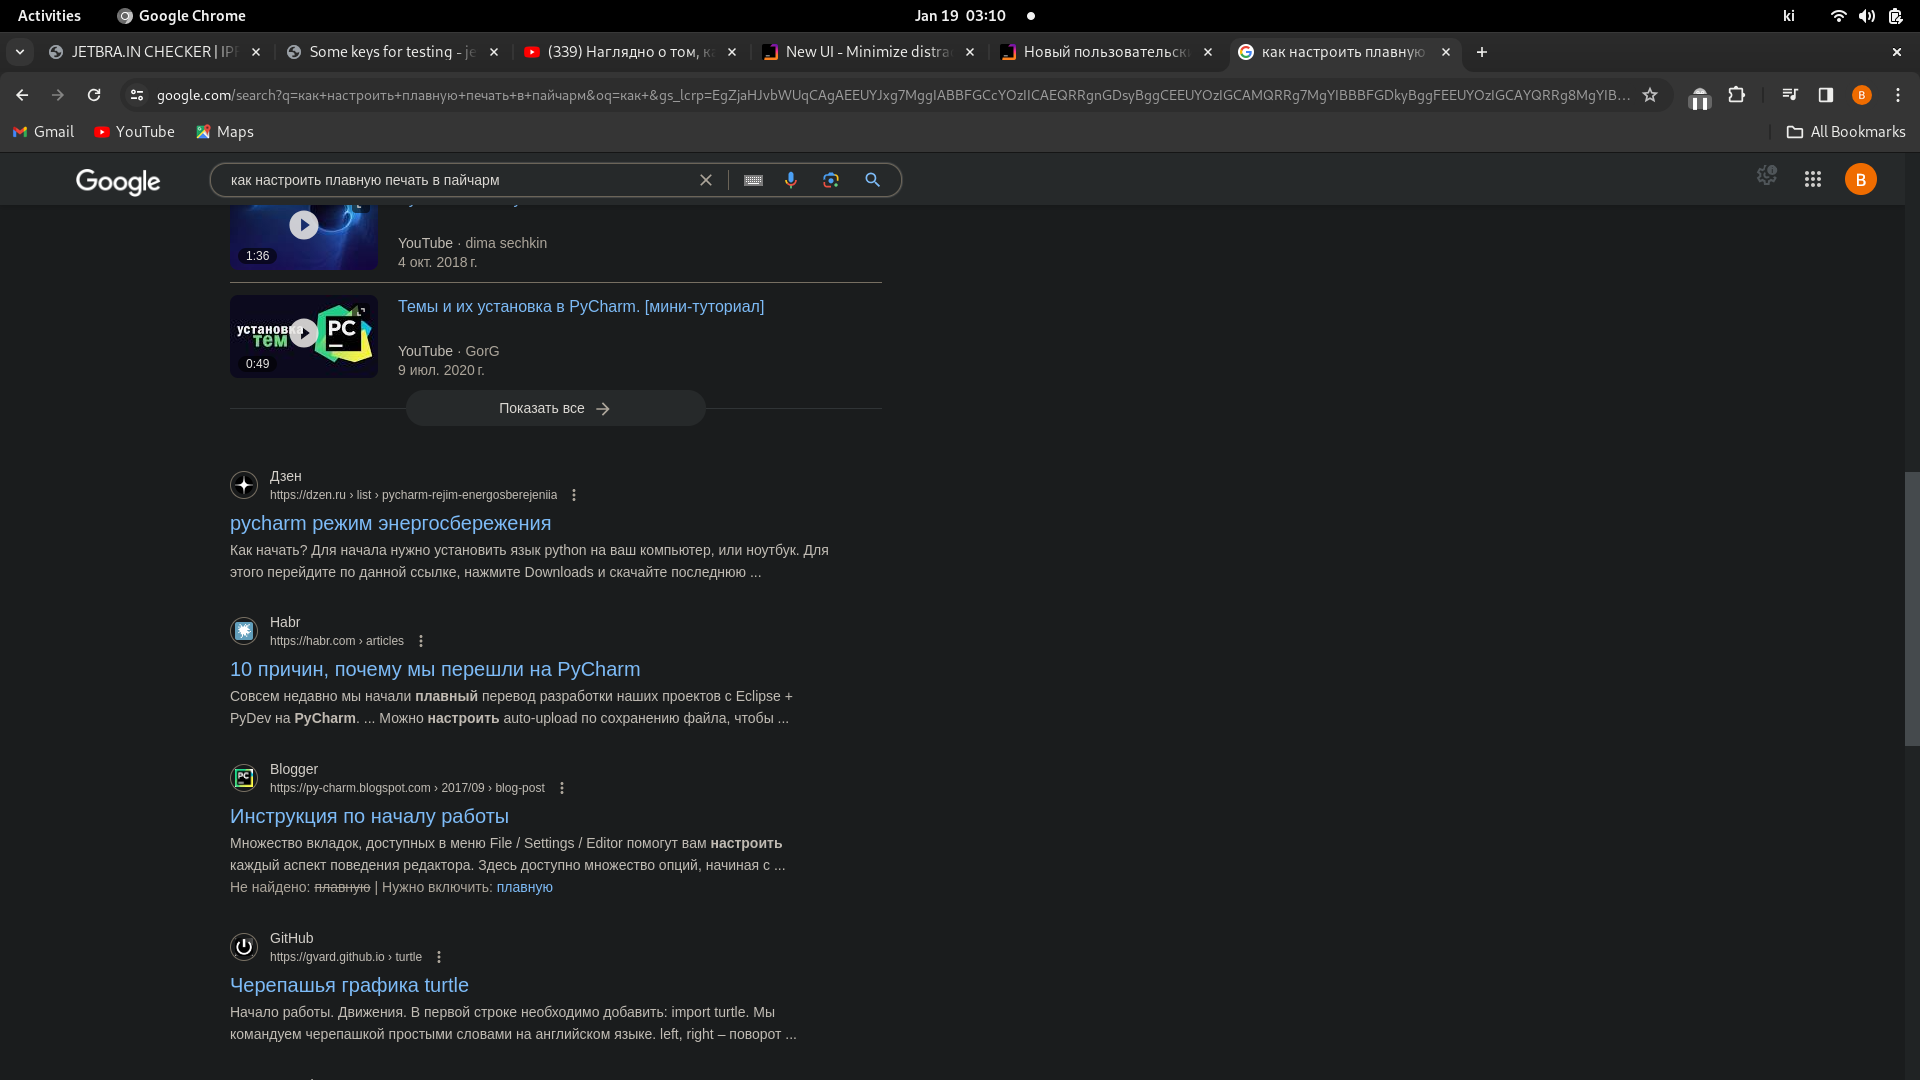 Activities
Google Chrome
Jan 19 03:10
ki
JETBRA.IN CHECKER | IPF
Some keys for testing - je
(339) Наглядно о том, ка
New UI - Minimize distra
Новый пользовательски
как настроить плавную
google.com/search?q=как+настроить+плавную+печать+в+пайчарм&oq=как+&gs_lcrp=EgZjaHJvbWUqCAgAEEUYJxg7MggIABBFGCcYOzIICAEQRRgnGDsyBggCEEUYOzIGCAMQRRg7MgYIBBBFGDkyBggFEEUYOzIGCAYQRRg8MgYIB...
B
Gmail
YouTube
Maps
All Bookmarks
Google
как настроить плавную печать в пайчарм
B
1:36
YouTube · dima sechkin
4 окт. 2018 г.
установка
тем
PC
0:49
Темы и их установка в PyCharm. [мини-туториал]
YouTube · GorG
9 июл. 2020 г.
Показать все
Дзен
https://dzen.ru › list › pycharm-rejim-energosberejeniia
pycharm режим энергосбережения
Как начать? Для начала нужно установить язык python на ваш компьютер, или ноутбук. Для
этого перейдите по данной ссылке, нажмите Downloads и скачайте последнюю ...
Habr
https://habr.com › articles
10 причин, почему мы перешли на PyCharm
Совсем недавно мы начали плавный перевод разработки наших проектов с Eclipse +
PyDev на PyCharm. ... Можно настроить auto-upload по сохранению файла, чтобы ...
PC
Blogger
https://py-charm.blogspot.com › 2017/09 › blog-post
Инструкция по началу работы
Множество вкладок, доступных в меню File / Settings / Editor помогут вам настроить
каждый аспект поведения редактора. Здесь доступно множество опций, начиная с ...
Не найдено: плавную | Нужно включить: плавную
GitHub
https://gvard.github.io › turtle
Черепашья графика turtle
Начало работы. Движения. В первой строке необходимо добавить: import turtle. Мы
командуем черепашкой простыми словами на английском языке. left, right – поворот ...